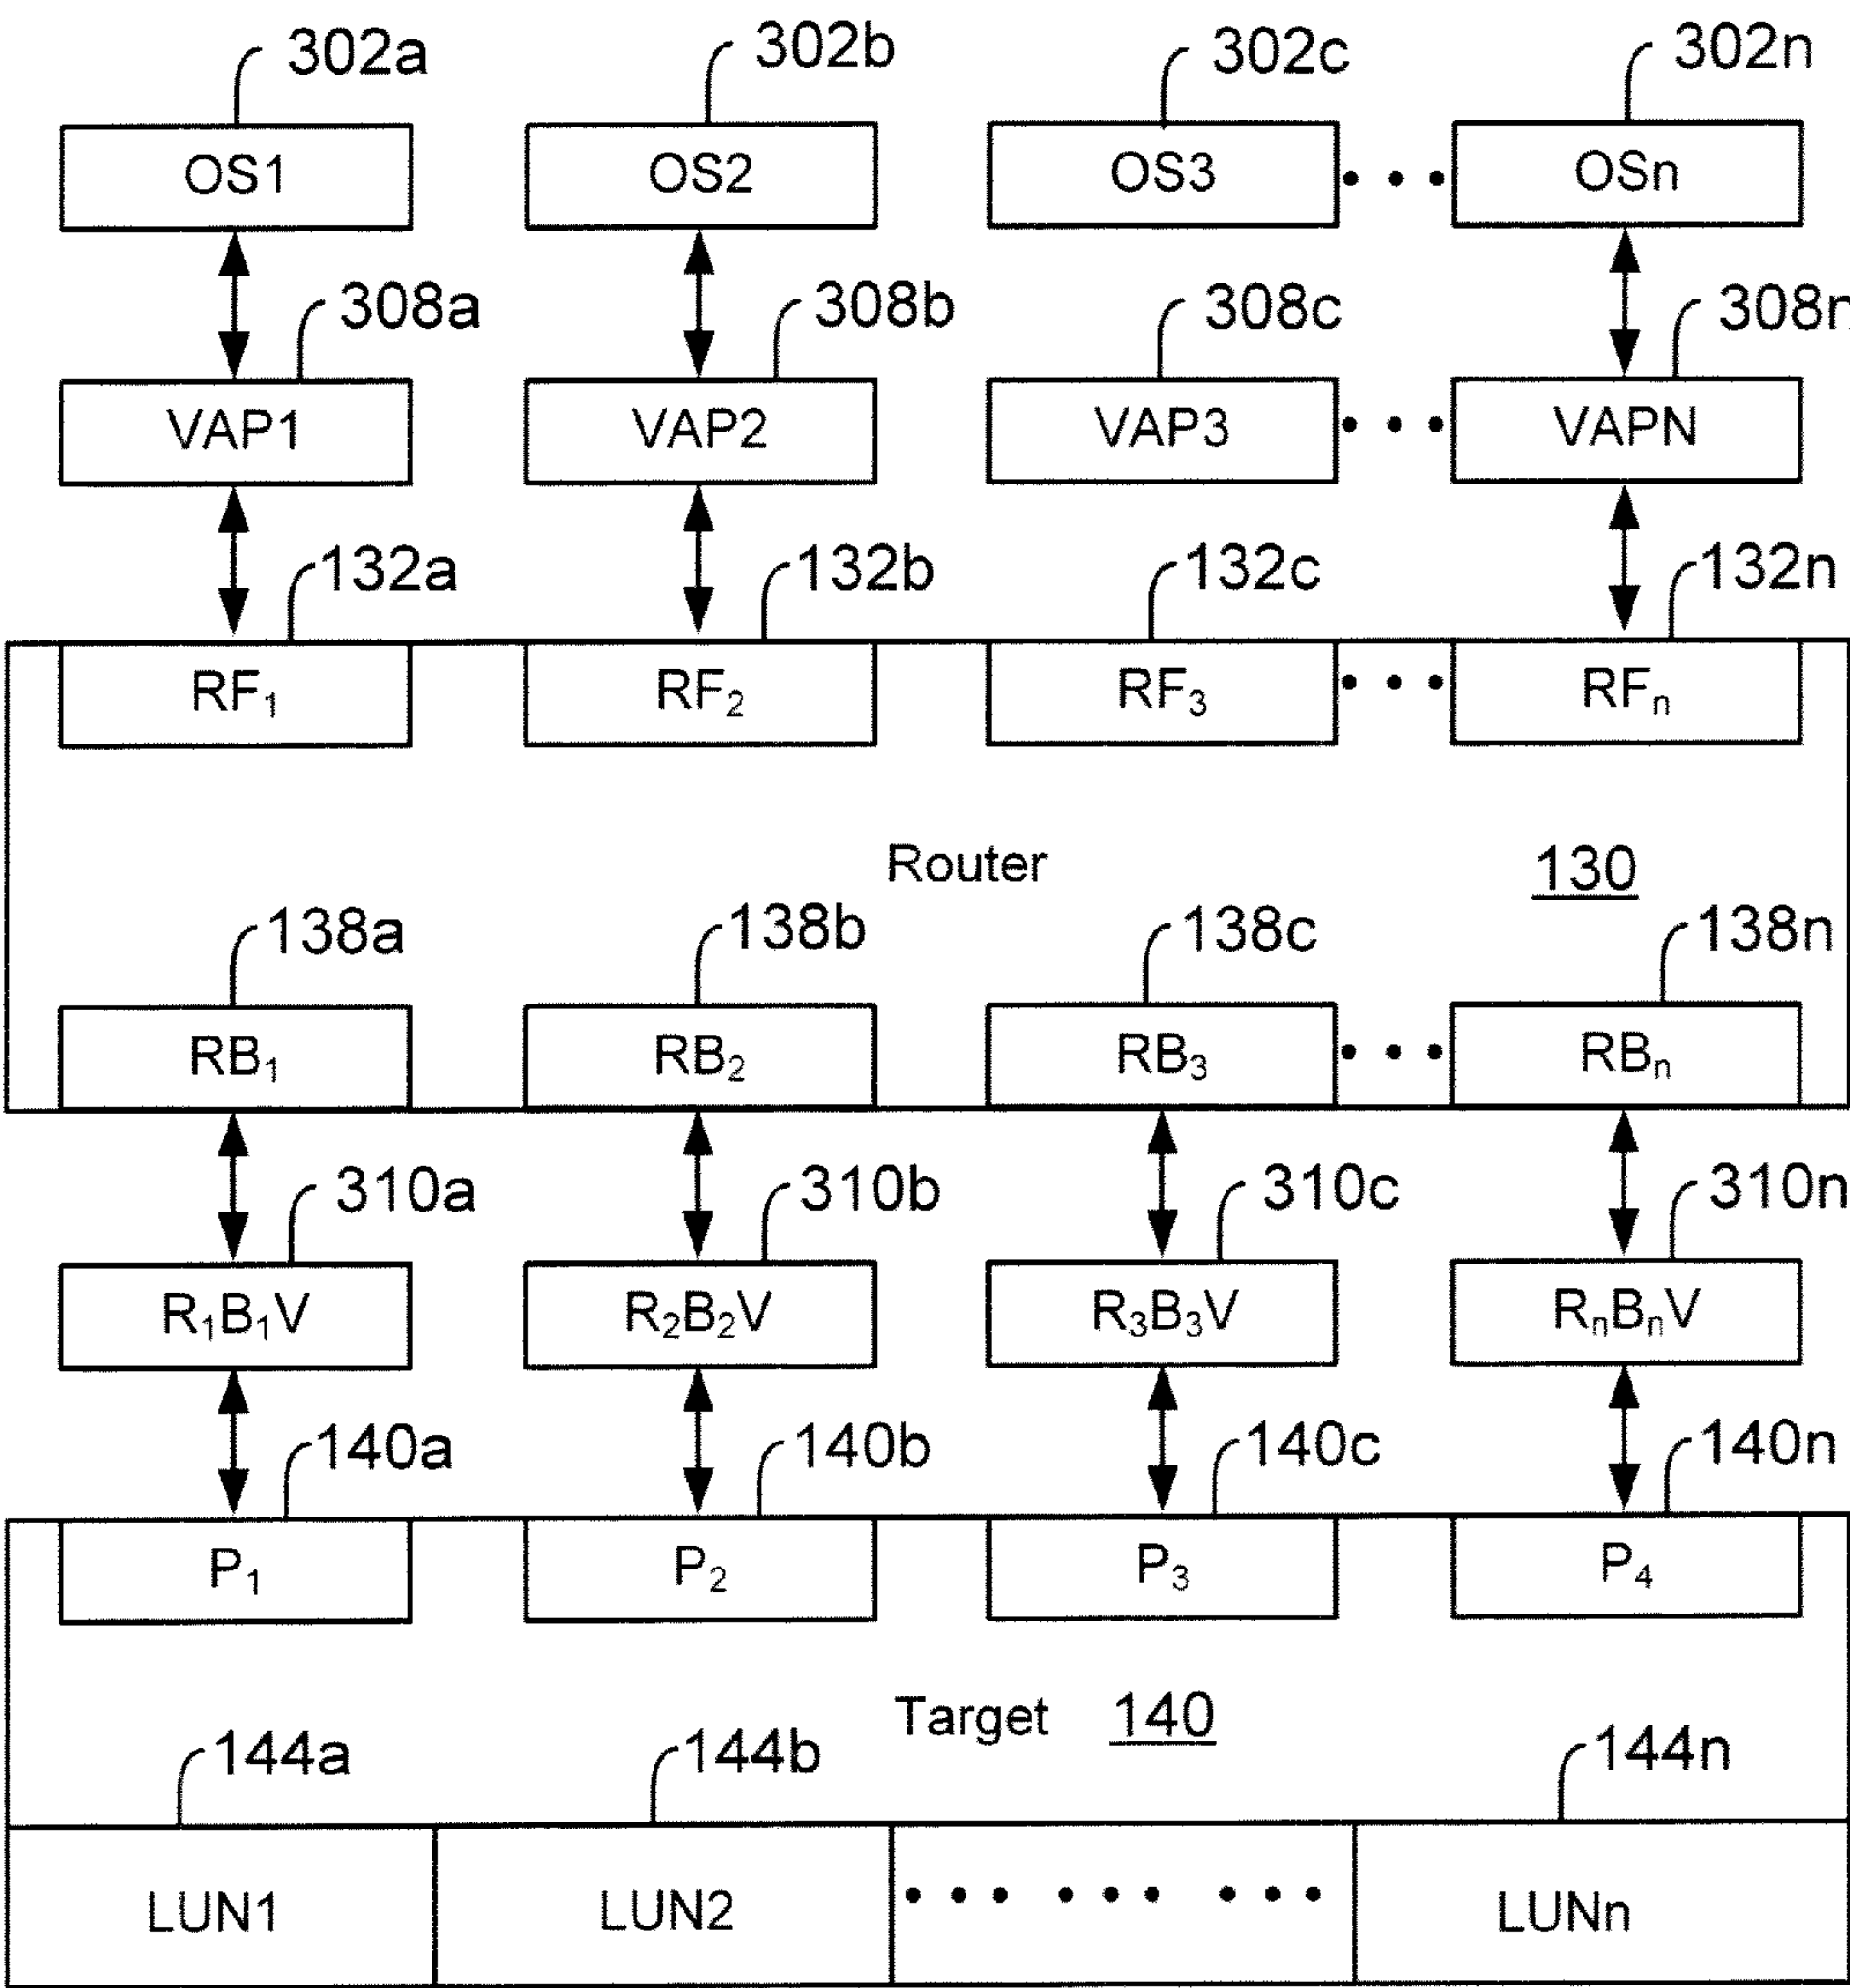 302a 302b 302c 302n
OS1 OS2 OS3 • • • OSn
308a 308b 308c 308n
VAP1 VAP2 VAP3 • • • VAPN
132a 132b 132c 132n
RF₁ RF₂ RF₃ • • • RFₙ
Router 130
138a 138b 138c 138n
RB₁ RB₂ RB₃ • • • RBₙ
310a 310b 310c 310n
R₁B₁V R₂B₂V R₃B₃V RₙBₙV
140a 140b 140c 140n
P₁ P₂ P₃ P₄
Target 140
144a 144b 144n
LUN1 LUN2 • • • • • • • • • LUNn